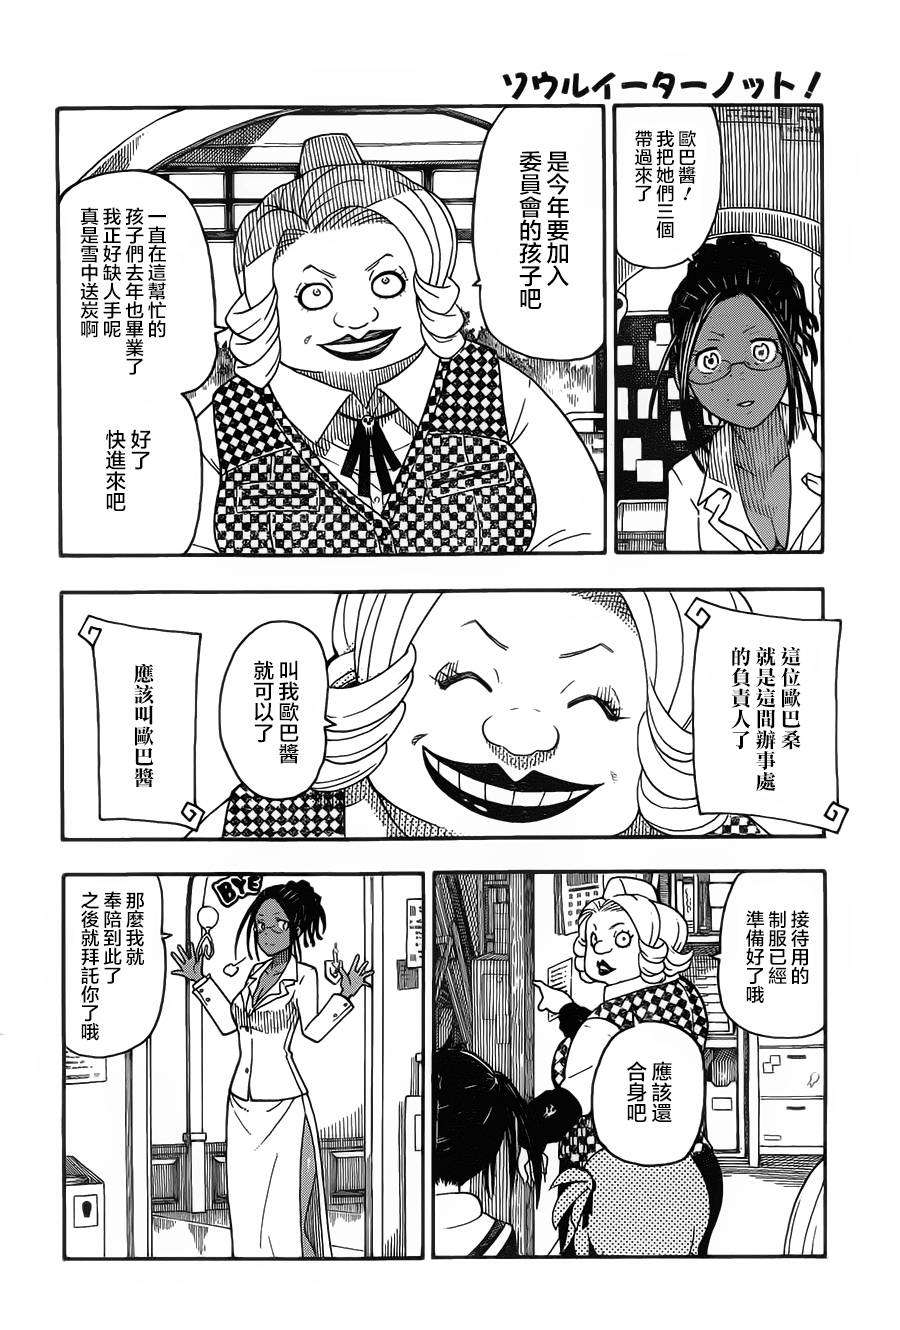 ソウルイーターノット！
歐巴醬！
我把她們三個
帶過來了
是今年要加入
委員會的孩子吧
一直在這幫忙的
孩子們去年也畢業了
我正好缺人手呢
真是雪中送炭啊
好了
快進來吧
這位歐巴桑
就是這間辦事處
的負責人了
叫我歐巴醬
就可以了
應該叫歐巴醬
接待用的
制服已經
準備好了哦
應該還
合身吧
BYE
那麼我就
奉陪到此了
之後就拜託你了哦